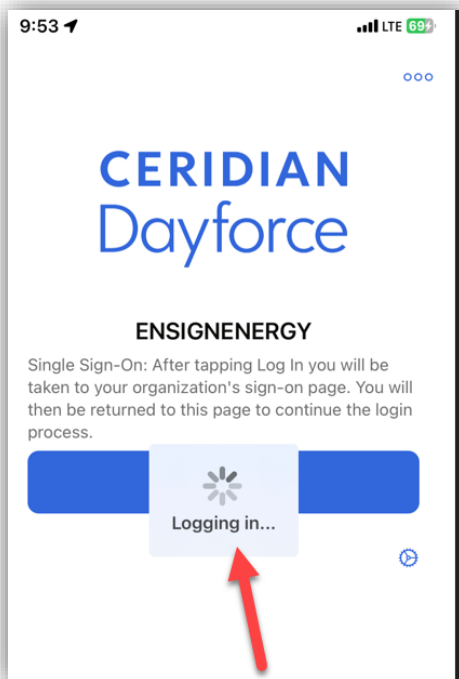 9:53 LTE 69
CERIDIAN
Dayforce
ENSIGNENERGY
Single Sign-On: After tapping Log In you will be
taken to your organization's sign-on page. You will
then be returned to this page to continue the login
process.
Logging in...